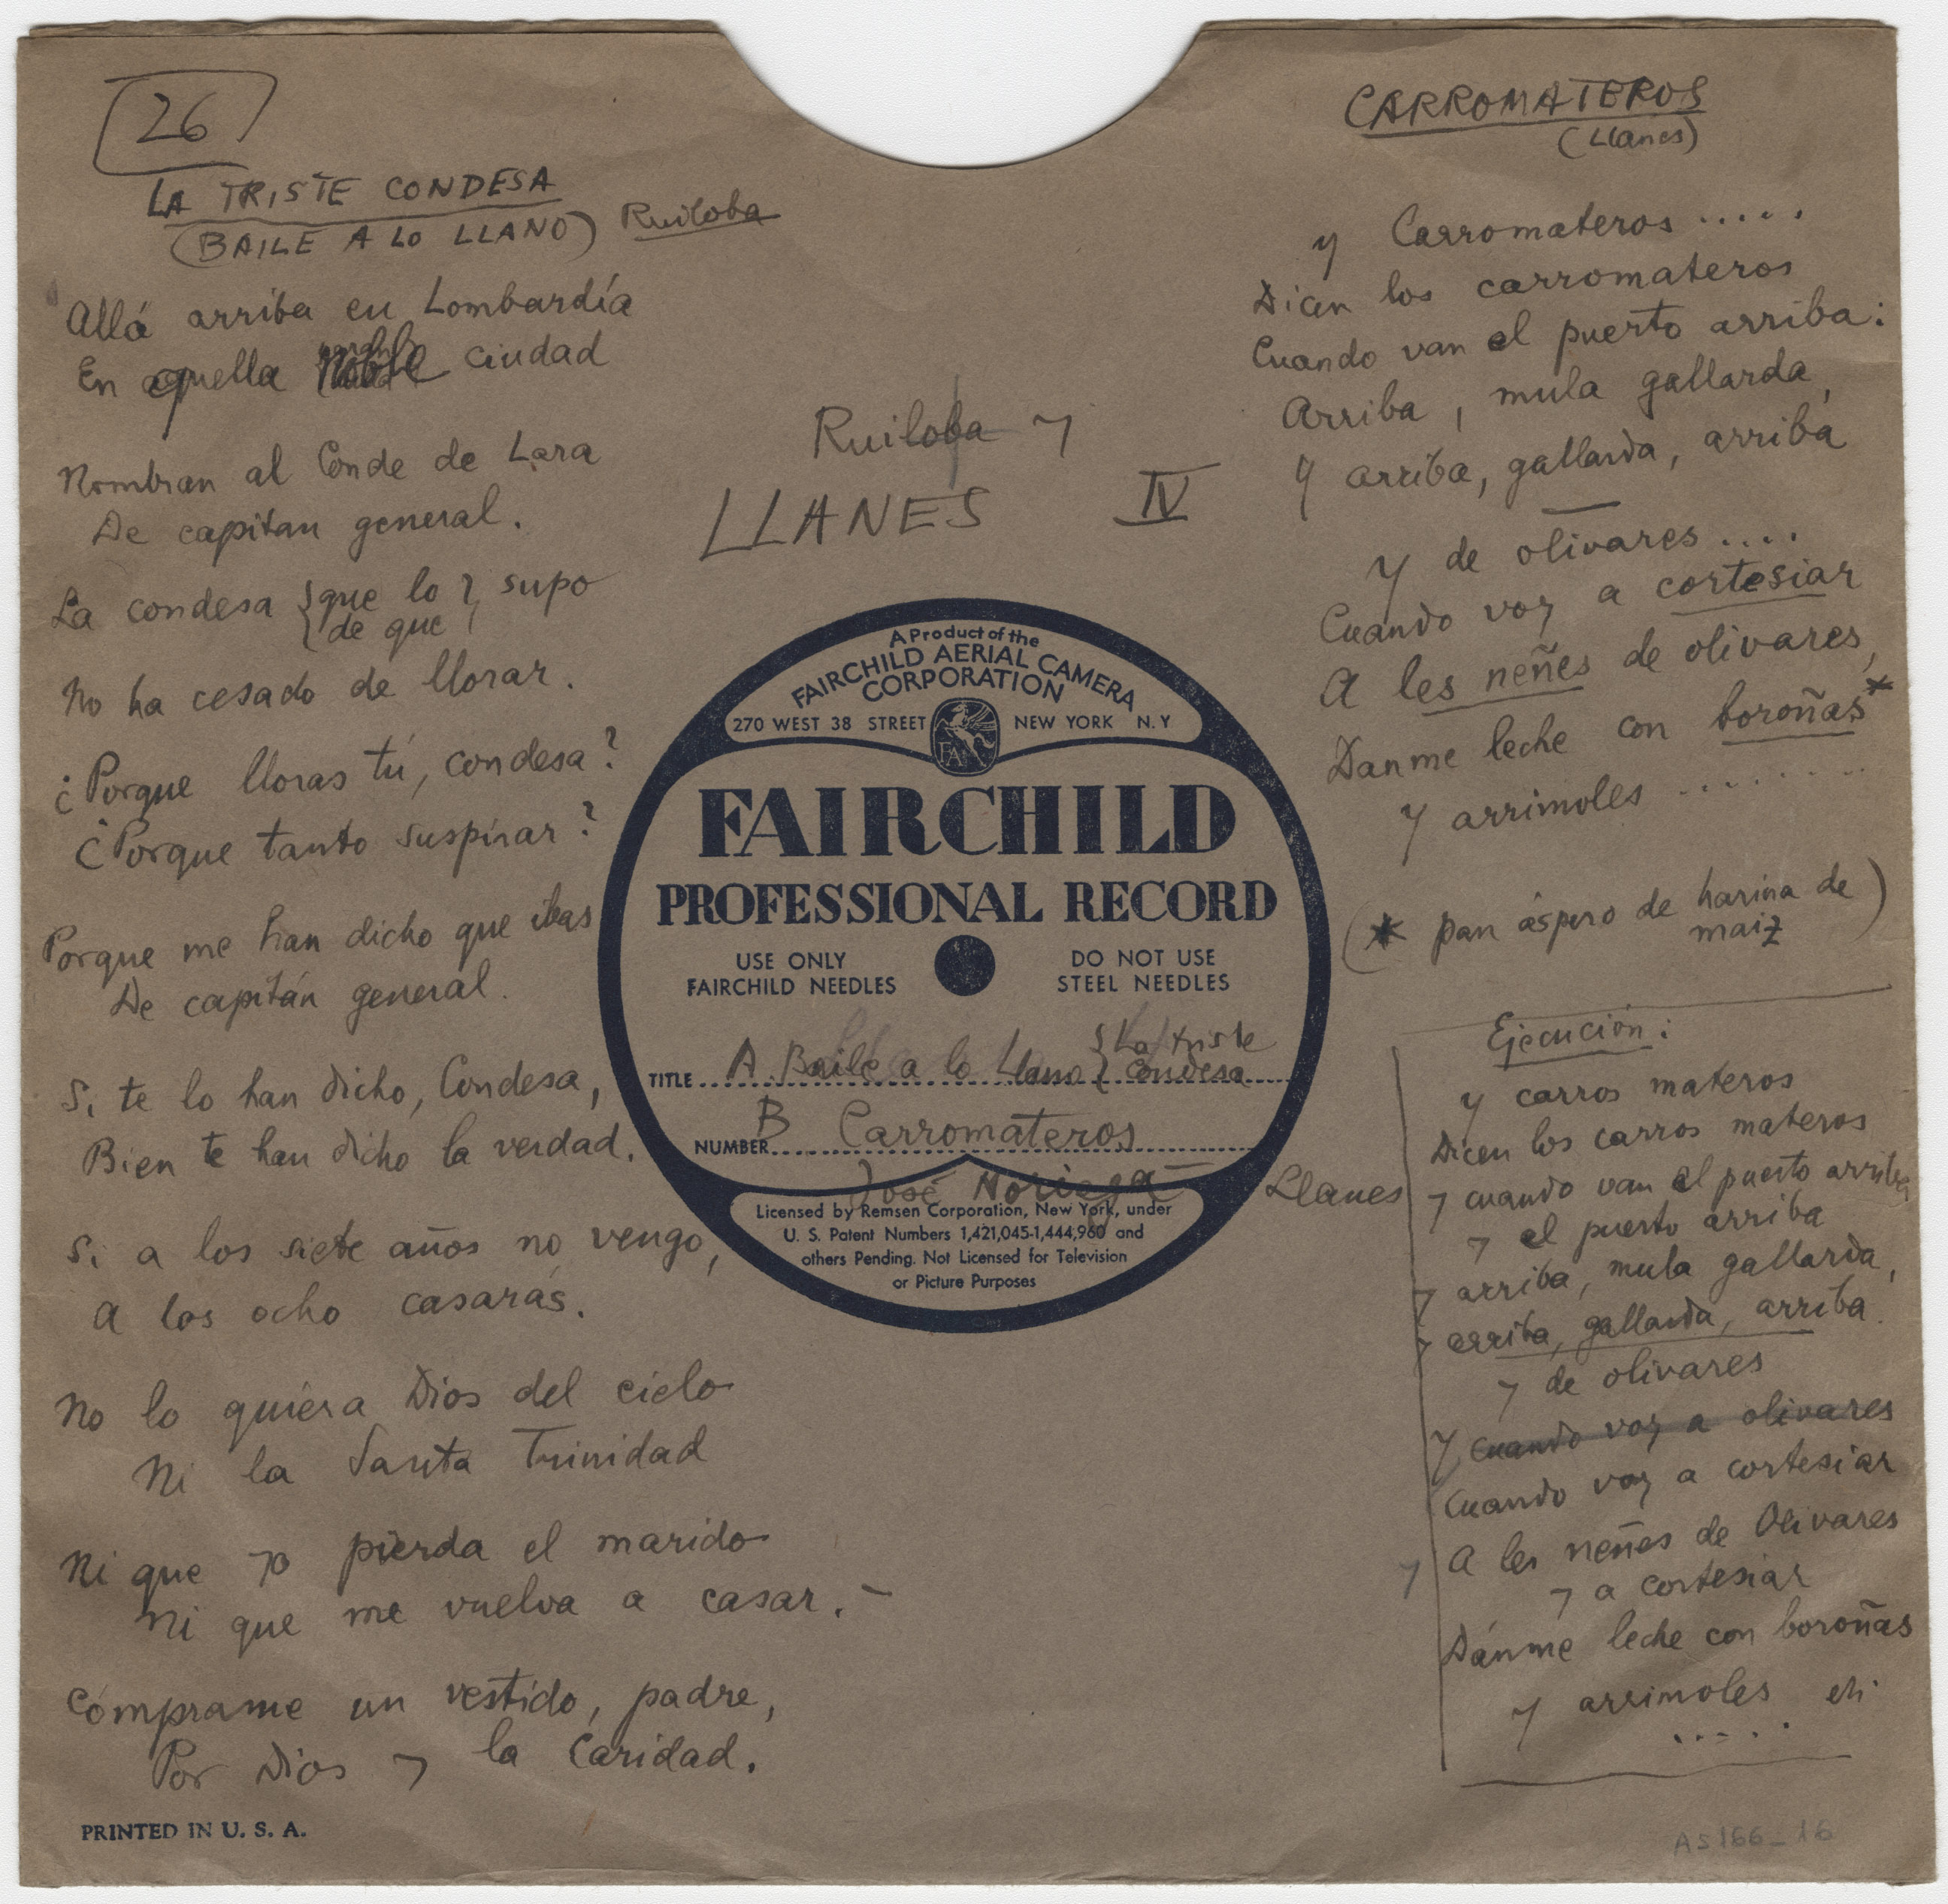 26
LA TRISTE CONDESA
(BAILE A LO LLANO) Ruiloba
Allá arriba en Lombardía
En aquella noble ciudad
Nombran al Conde de Lara
De capitan general.
La condesa {que lo} supo
{de que
No ha cesado de llorar.
¿Porque lloras tú, condesa?
¿Porque tanto suspirar?
Porque me han dicho que ibas
De capitán general.
Si te lo han dicho, Condesa,
Bien te han dicho la verdad.
Si a los siete años no vengo,
A los ocho casarás.
No lo quiera Dios del cielo
Ni la Santa Trinidad
Ni que yo pierda el marido
Ni que me vuelva a casar.-
Cómprame un vestido, padre,
Por Dios y la Caridad.
PRINTED IN U. S. A.
Ruiloba y
LLANES IV
A Product of the
FAIRCHILD AERIAL CAMERA
CORPORATION
270 WEST 38 STREET NEW YORK N.Y
FAIRCHILD
PROFESSIONAL RECORD
USE ONLY
FAIRCHILD NEEDLES
DO NOT USE
STEEL NEEDLES
TITLE A. Baile a lo Llano {La triste
Condesa
NUMBER B Carromateros
José Noriega - Llanes
Licensed by Remsen Corporation, New York, under
U. S. Patent Numbers 1,421,045-1,444,960 and
others Pending. Not Licensed for Television
or Picture Purposes
CARROMATEROS
(Llanes)
y Carromateros .....
Dicen los carromateros
Cuando van el puerto arriba:
Arriba, mula gallarda,
Y arriba, gallarda, arriba
Y de olivares ....
Cuando voy a cortesiar
A les neñes de olivares,
Danme leche con boroñas*
Y arrimoles .......
(* pan áspero de harina de
maiz)
Ejecución:
y carros materos
Dicen los carros materos
y cuando van el puerto arriba
y el puerto arriba
y arriba, mula gallarda,
y arriba, gallarda, arriba.
y de olivares
Y cuando voy a olivares
Cuando voy a cortesiar
y A les neñes de Olivares
y a cortesiar
Dánme leche con boroñas
y arrimoles eh
.....
AS166_16